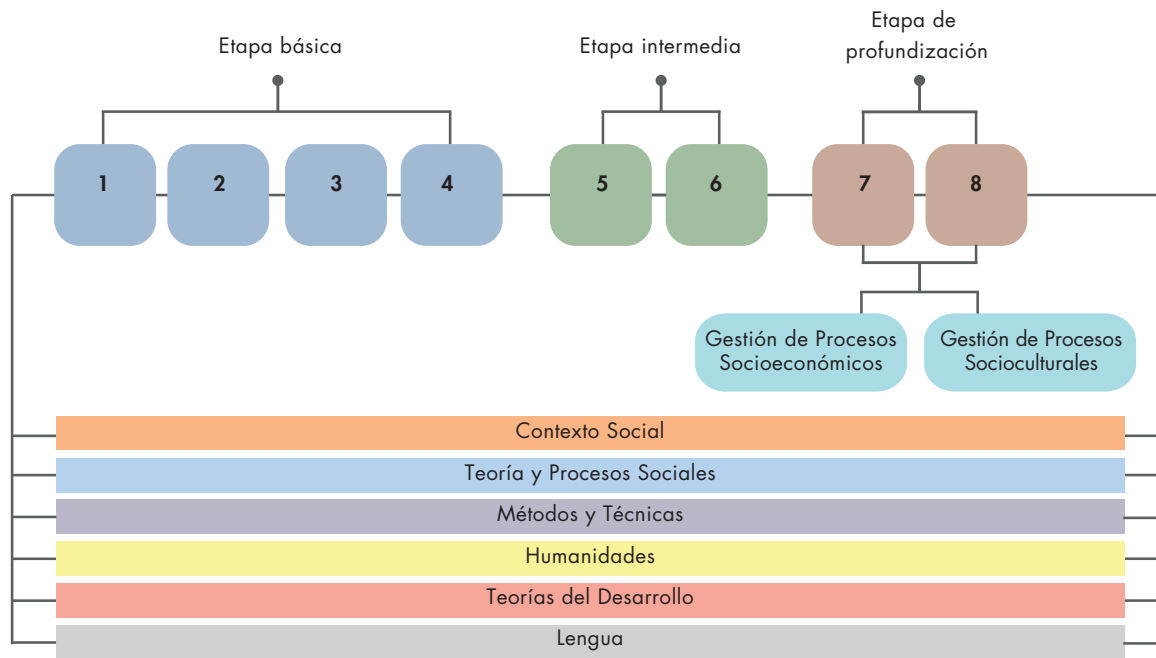 Etapa básica
Etapa intermedia
Etapa de
profundización
1
2
3
4
5
6
7
8
Gestión de Procesos
Socioeconómicos
Gestión de Procesos
Socioculturales
Contexto Social
Teoría y Procesos Sociales
Métodos y Técnicas
Humanidades
Teorías del Desarrollo
Lengua